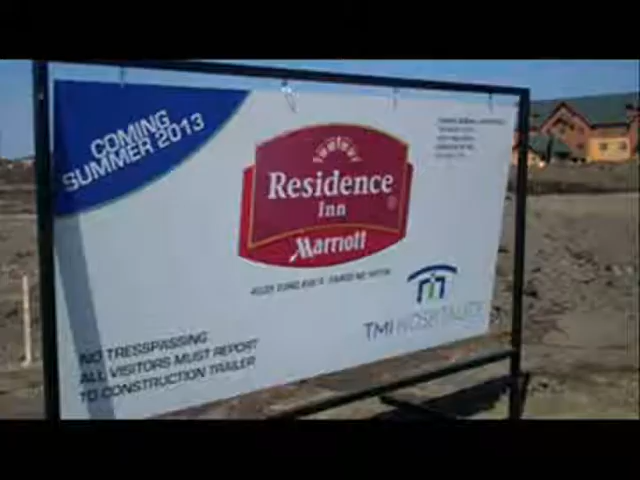 COMING
SUMMER 2013
Residence
Inn
Marriott
TMI HOSPITALITY
NO TRESSPASSING
ALL VISITORS MUST REPORT
TO CONSTRUCTION TRAILER